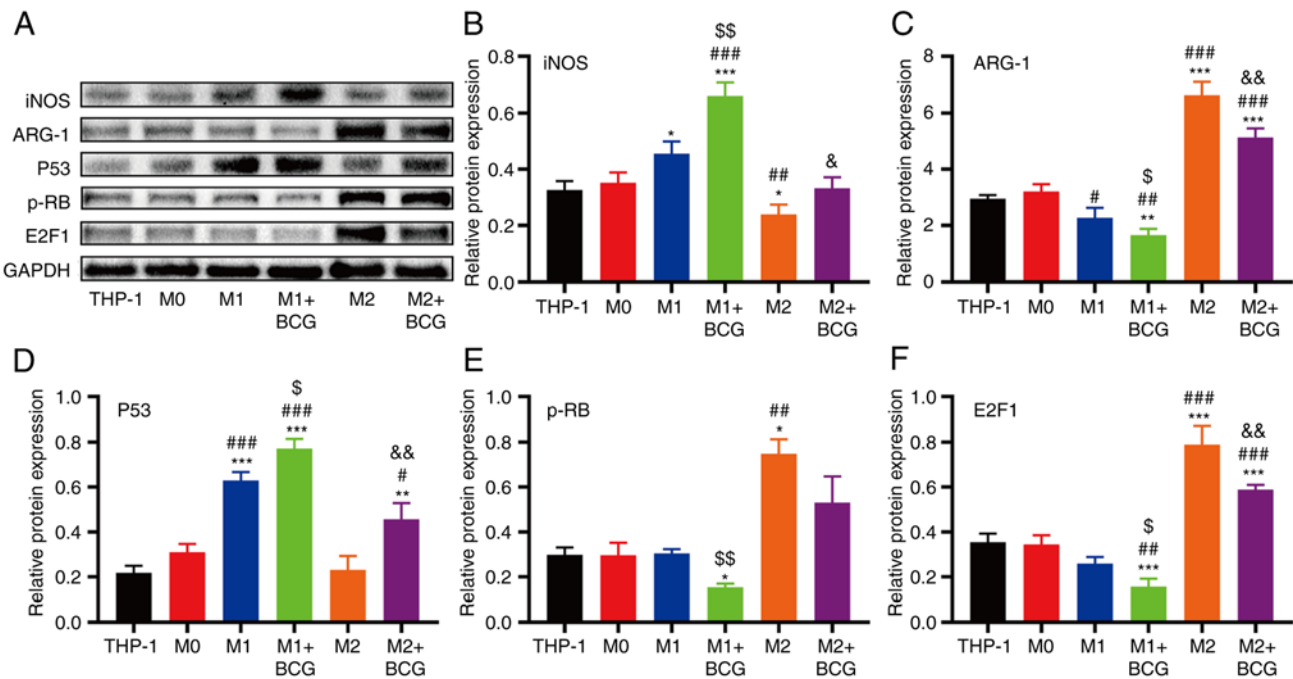 A
iNOS
ARG-1
P53
p-RB
E2F1
GAPDH
THP-1 M0 M1 M1+ BCG M2 M2+ BCG
B
Relative protein expression
0.8
0.6
0.4
0.2
0.0
iNOS
*
$$
###
***
##
*
&
THP-1 M0 M1 M1+ BCG M2 M2+ BCG
C
Relative protein expression
8
6
4
2
0
ARG-1
#
$
##
**
###
***
&&
###
***
THP-1 M0 M1 M1+ BCG M2 M2+ BCG
D
Relative protein expression
1.0
0.8
0.6
0.4
0.2
0.0
P53
###
***
$
###
***
&&
#
**
THP-1 M0 M1 M1+ BCG M2 M2+ BCG
E
Relative protein expression
1.0
0.8
0.6
0.4
0.2
0.0
p-RB
$$
*
##
*
THP-1 M0 M1 M1+ BCG M2 M2+ BCG
F
Relative protein expression
1.0
0.8
0.6
0.4
0.2
0.0
E2F1
$
##
***
###
***
&&
###
***
THP-1 M0 M1 M1+ BCG M2 M2+ BCG